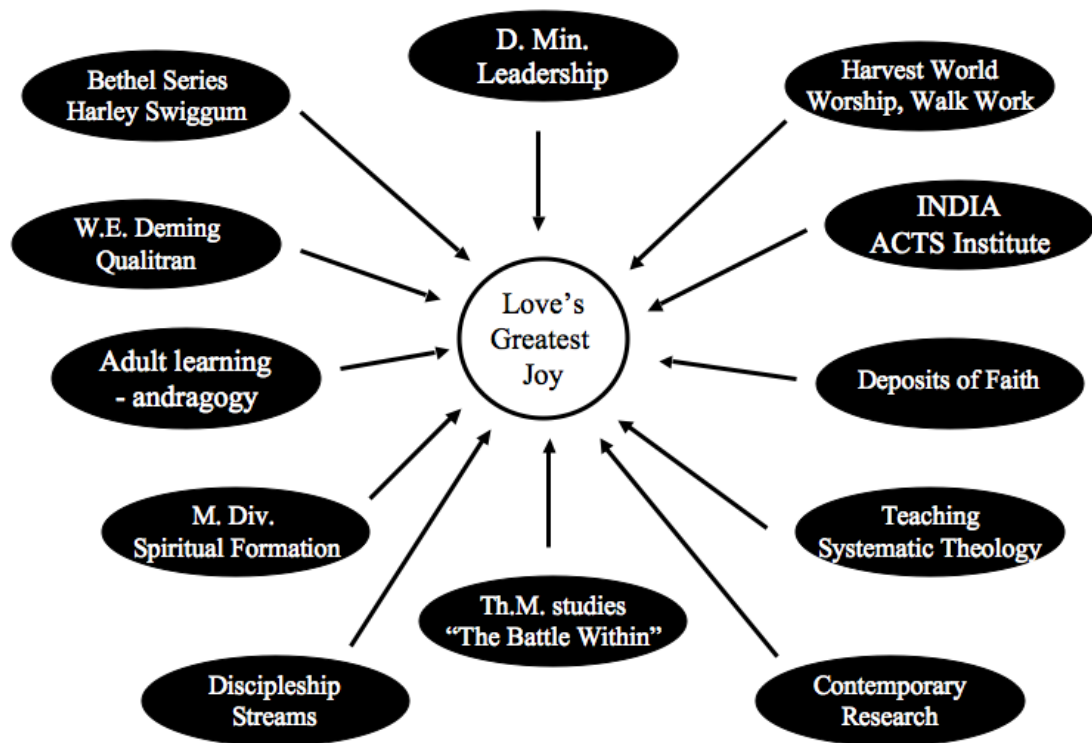 D. Min.
Leadership
Bethel Series
Harley Swiggum
Harvest World
Worship, Walk Work
W.E. Deming
Qualitran
INDIA
ACTS Institute
Love’s
Greatest
Joy
Adult learning
- andragogy
Deposits of Faith
M. Div.
Spiritual Formation
Teaching
Systematic Theology
Th.M. studies
“The Battle Within”
Discipleship
Streams
Contemporary
Research